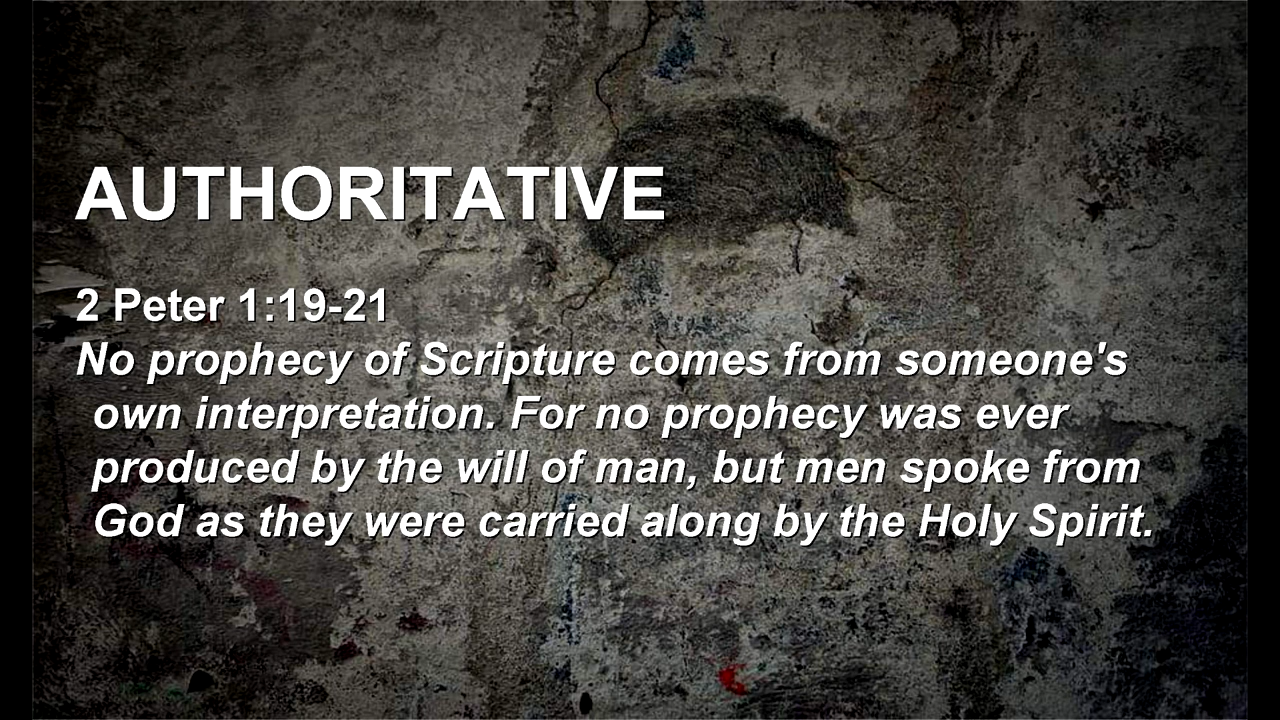 AUTHORITATIVE
2 Peter 1:19-21
No prophecy of Scripture comes from someone's
own interpretation. For no prophecy was ever
produced by the will of man, but men spoke from
God as they were carried along by the Holy Spirit.